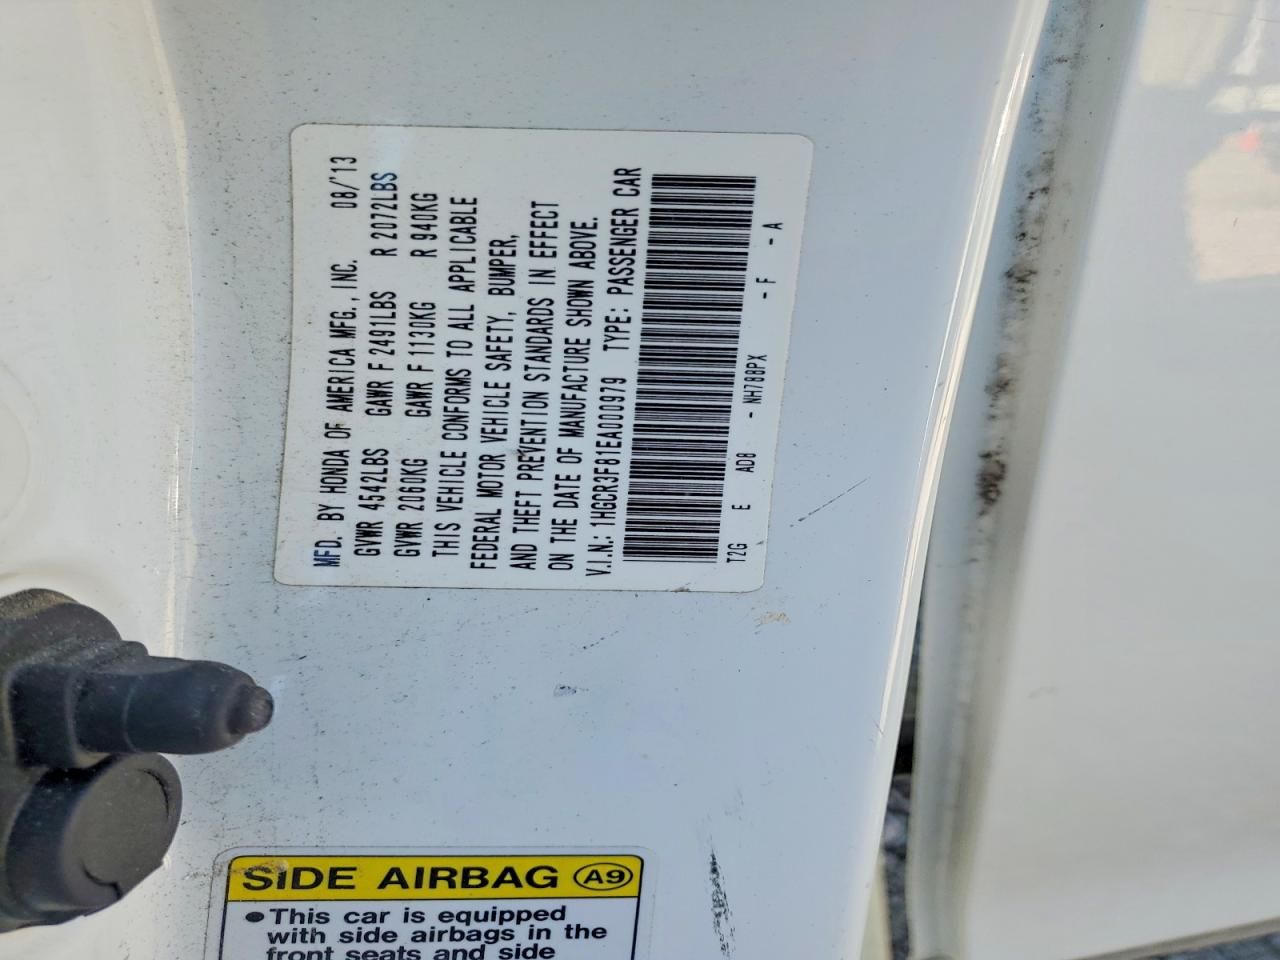 MFD. BY HONDA OF AMERICA MFG., INC. 08/'13
GVWR 4542LBS GAWR F 2491LBS R 2072LBS
GVWR 2060KG GAWR F 1130KG R 940KG
THIS VEHICLE CONFORMS TO ALL APPLICABLE
FEDERAL MOTOR VEHICLE SAFETY, BUMPER,
AND THEFT PREVENTION STANDARDS IN EFFECT
ON THE DATE OF MANUFACTURE SHOWN ABOVE.
V.I.N.: 1HGCR3F81EA000979 TYPE: PASSENGER CAR
T2G E AD8 - NH788PX - F - A
SIDE AIRBAG A9
●This car is equipped
with side airbags in the
front seats and side